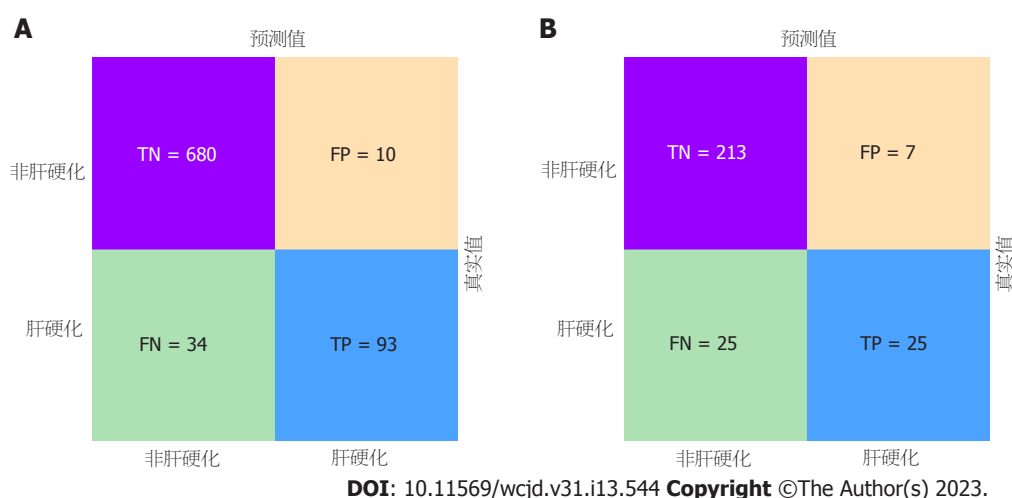 A
预测值
非肝硬化
TN = 680
FP = 10
肝硬化
FN = 34
TP = 93
真实值
非肝硬化
肝硬化
B
预测值
非肝硬化
TN = 213
FP = 7
肝硬化
FN = 25
TP = 25
真实值
非肝硬化
肝硬化
DOI: 10.11569/wcjd.v31.i13.544 Copyright ©The Author(s) 2023.